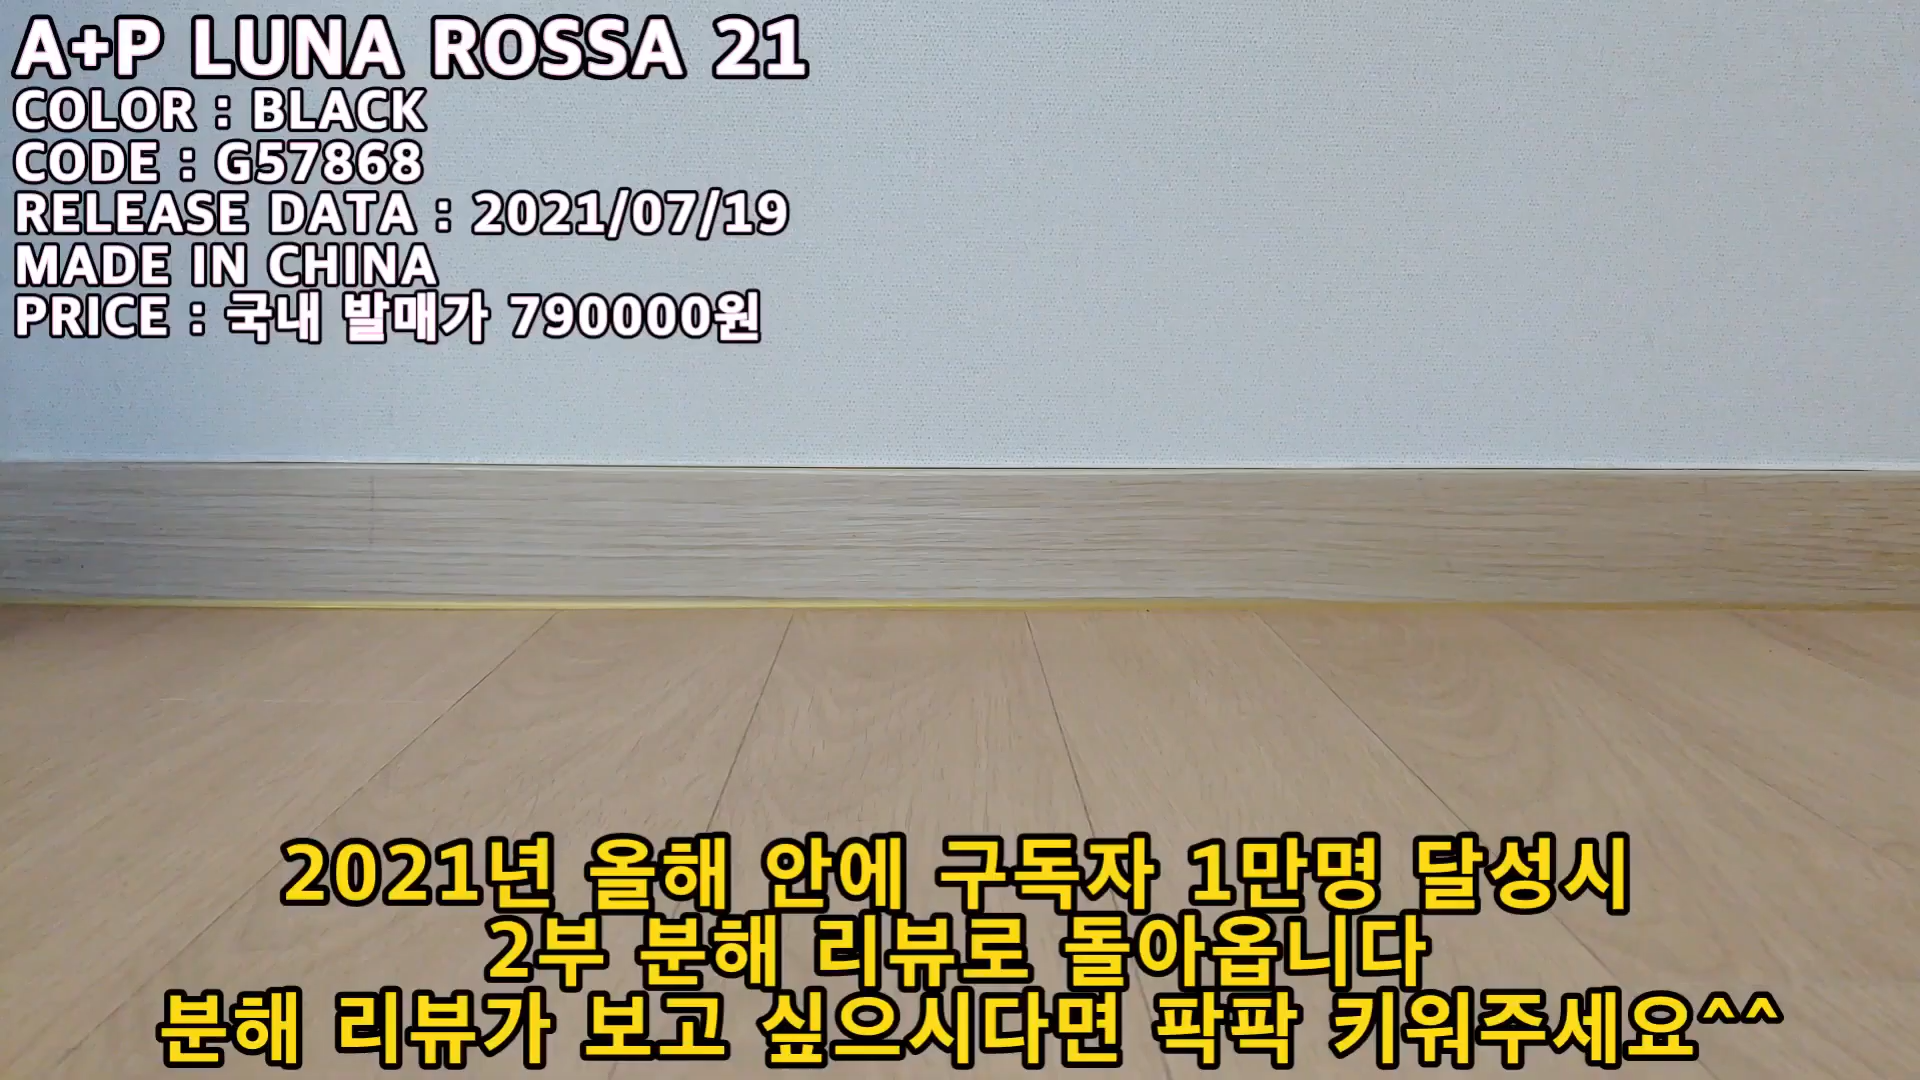 A+P LUNA ROSSA 21
COLOR : BLACK
CODE : G57868
RELEASE DATA : 2021/07/19
MADE IN CHINA
PRICE : 국내 발매가 790000원
2021년 올해 안에 구독자 1만명 달성시
2부 분해 리뷰로 돌아옵니다
분해 리뷰가 보고 싶으시다면 팍팍 키워주세요^^